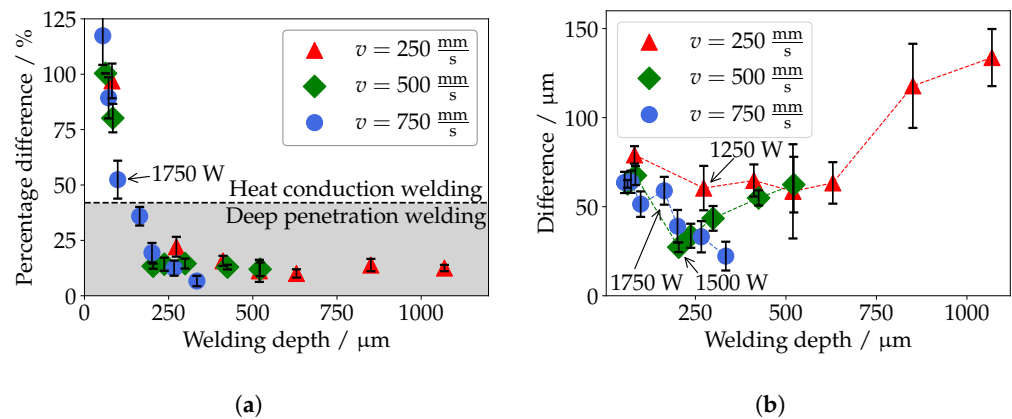 125
100
75
50
25
0
Percentage difference / %
v = 250 mm/s
v = 500 mm/s
v = 750 mm/s
1750 W
Heat conduction welding
Deep penetration welding
0 250 500 750 1000
Welding depth / μm
(a)
150
100
50
0
Difference / μm
v = 250 mm/s
v = 500 mm/s
v = 750 mm/s
1250 W
1750 W
1500 W
250 500 750 1000
Welding depth / μm
(b)